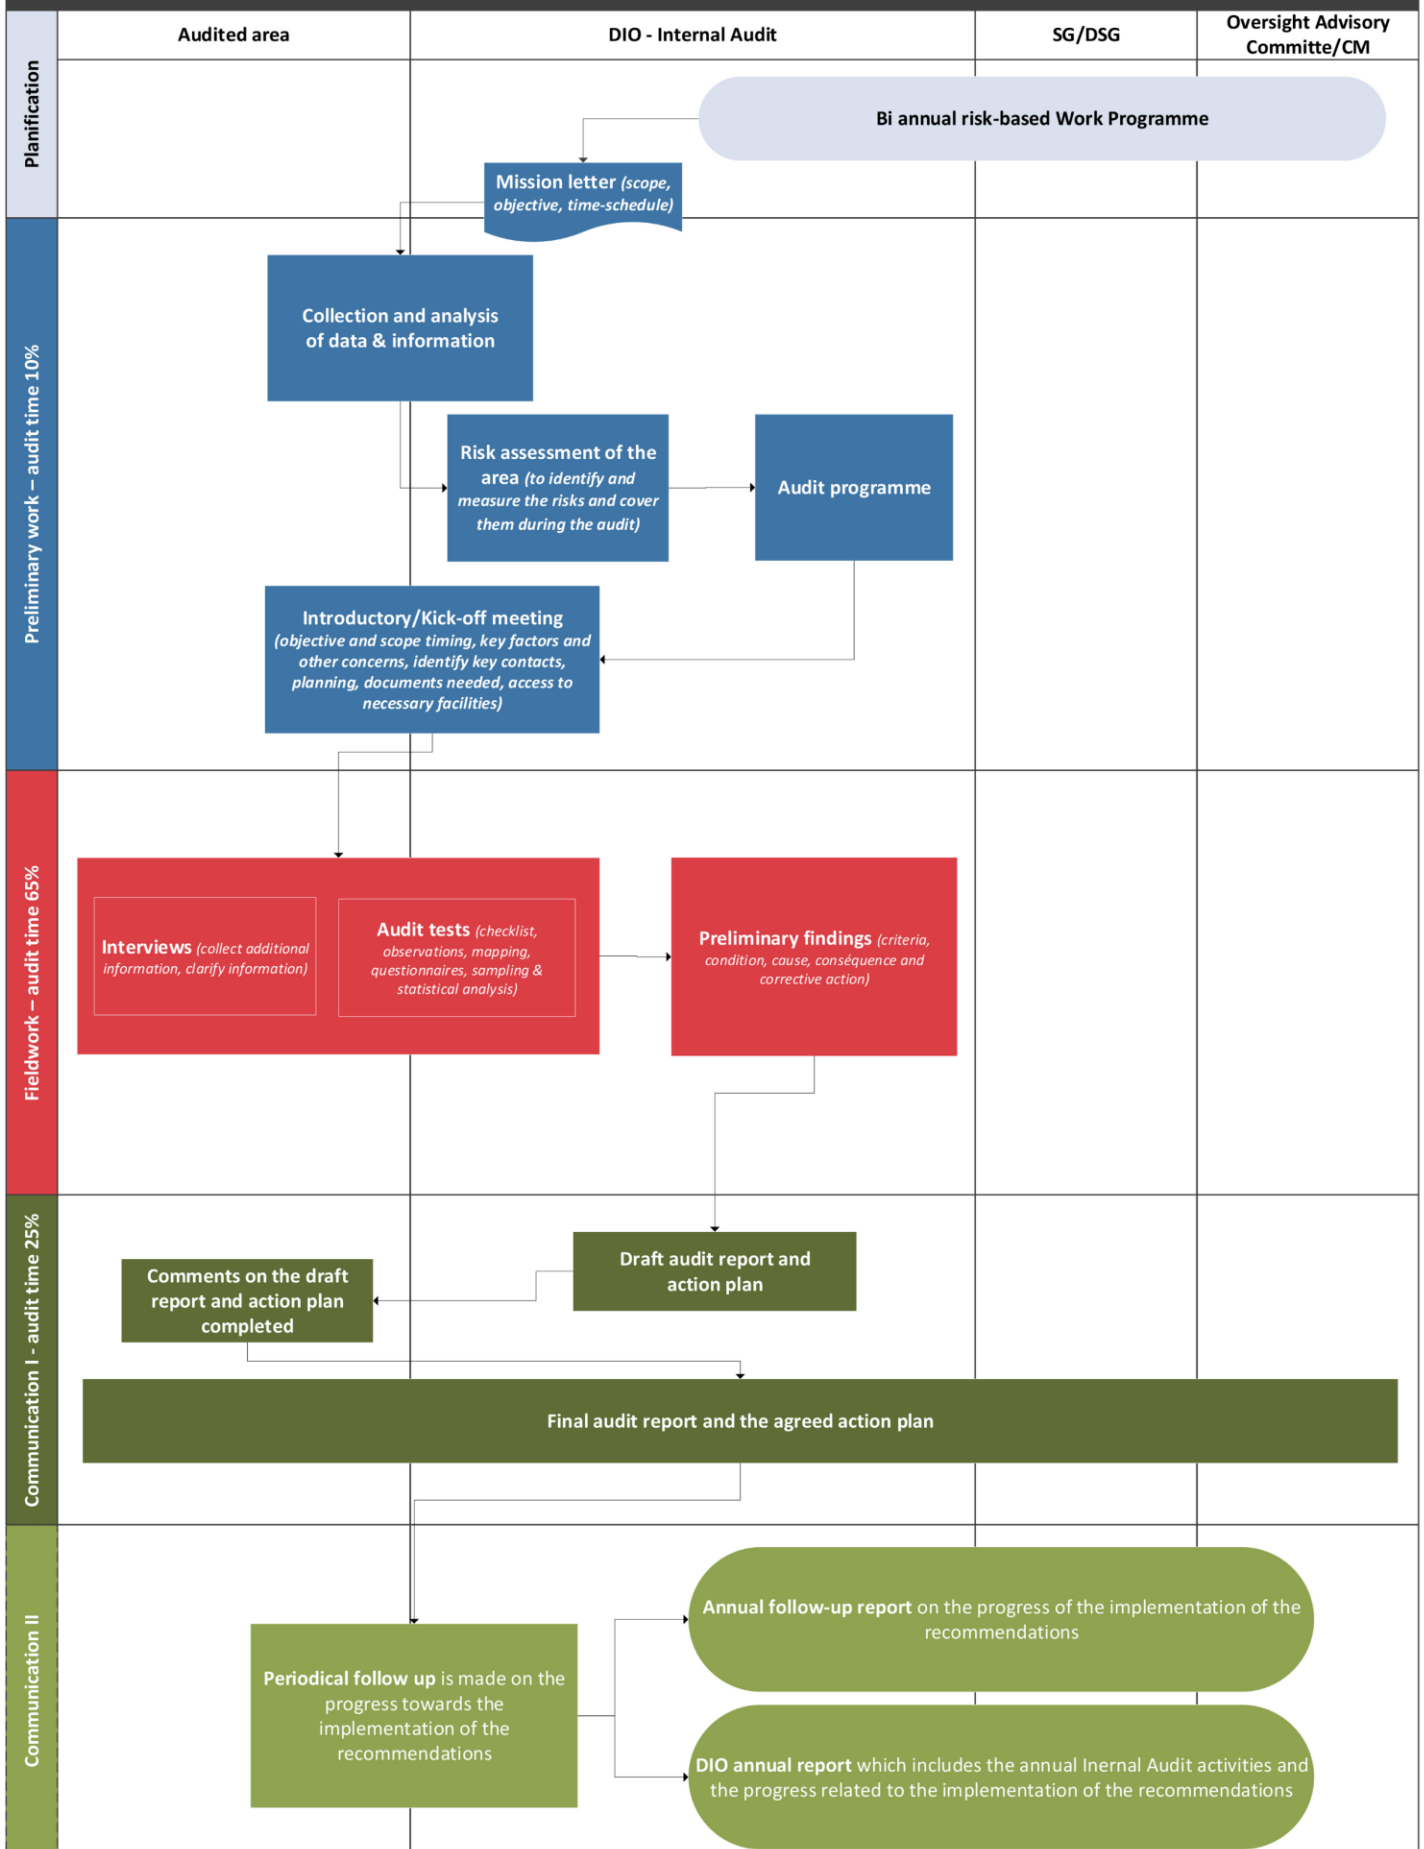 Audited area
DIO - Internal Audit
SG/DSG
Oversight Advisory
Committe/CM
Planification
Bi annual risk-based Work Programme
Mission letter (scope,
objective, time-schedule)
Preliminary work – audit time 10%
Collection and analysis
of data & information
Risk assessment of the
area (to identify and
measure the risks and cover
them during the audit)
Audit programme
Introductory/Kick-off meeting
(objective and scope timing, key factors and
other concerns, identify key contacts,
planning, documents needed, access to
necessary facilities)
Fieldwork – audit time 65%
Interviews (collect additional
information, clarify information)
Audit tests (checklist,
observations, mapping,
questionnaires, sampling &
statistical analysis)
Preliminary findings (criteria,
condition, cause, conséquence and
corrective action)
Communication I - audit time 25%
Draft audit report and
action plan
Comments on the draft
report and action plan
completed
Final audit report and the agreed action plan
Communication II
Annual follow-up report on the progress of the implementation of the
recommendations
Periodical follow up is made on the
progress towards the
implementation of the
recommendations
DIO annual report which includes the annual Inernal Audit activities and
the progress related to the implementation of the recommendations